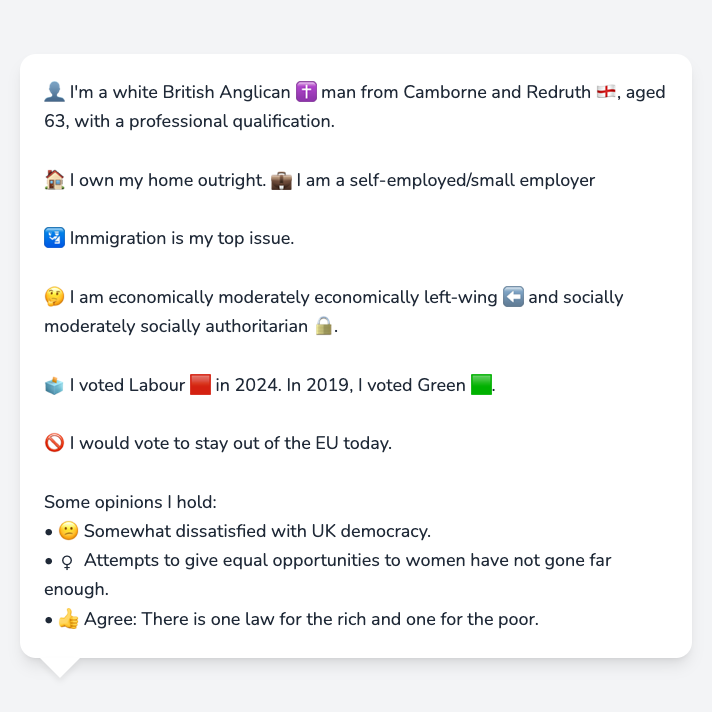 👤 I'm a white British Anglican ✝️ man from Camborne and Redruth 🏴󠁧󠁢󠁥󠁮󠁧󠁿, aged
63, with a professional qualification.
🏠 I own my home outright. 💼 I am a self-employed/small employer
🛂 Immigration is my top issue.
🤔 I am economically moderately economically left-wing ⬅️ and socially
moderately socially authoritarian 🔒.
🗳️ I voted Labour 🟥 in 2024. In 2019, I voted Green 🟩.
🚫 I would vote to stay out of the EU today.
Some opinions I hold:
• 🙁 Somewhat dissatisfied with UK democracy.
• ♀ Attempts to give equal opportunities to women have not gone far
enough.
• 👍 Agree: There is one law for the rich and one for the poor.